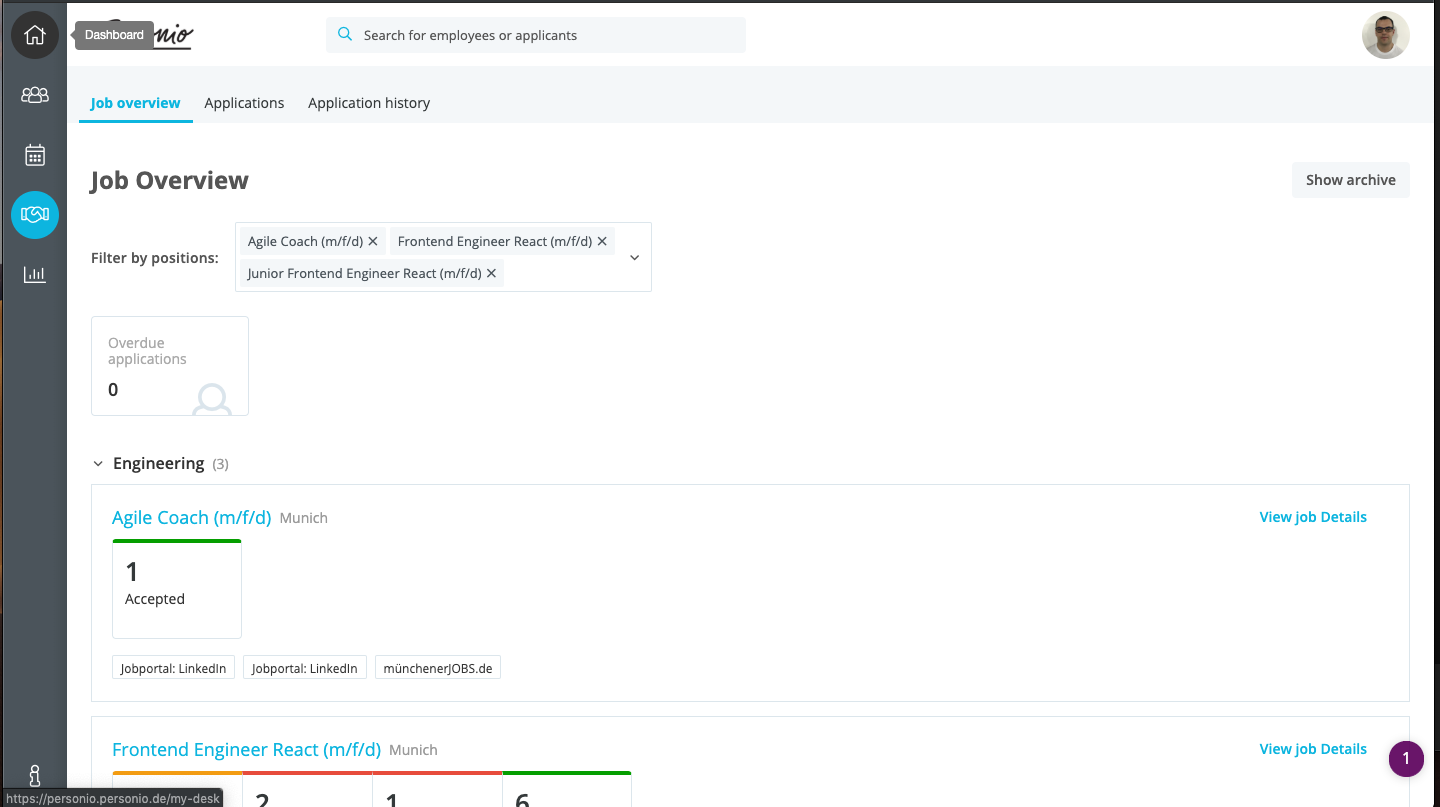 Dashboard
nio
Search for employees or applicants
Job overview
Applications
Application history
Job Overview
Show archive
Filter by positions:
Agile Coach (m/f/d)
Frontend Engineer React (m/f/d)
Junior Frontend Engineer React (m/f/d)
Overdue
applications
0
Engineering (3)
Agile Coach (m/f/d) Munich
View job Details
1
Accepted
Jobportal: LinkedIn
Jobportal: LinkedIn
münchenerJOBS.de
Frontend Engineer React (m/f/d) Munich
View job Details
1
2
1
6
https://personio.personio.de/my-desk